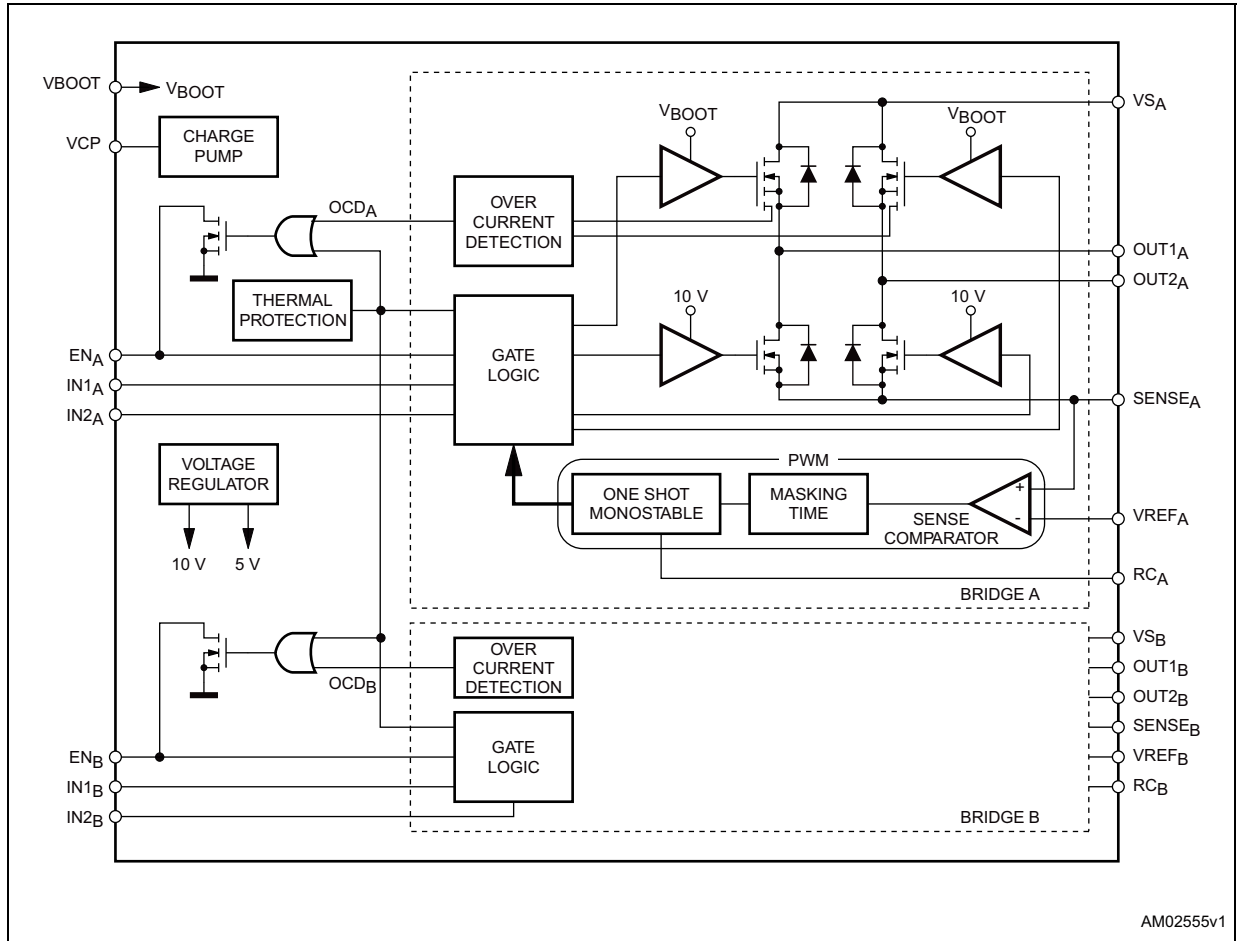 VBOOT
VBOOT
VCP
CHARGE
PUMP
VBOOT
VBOOT
VSA
OCDA
OVER
CURRENT
DETECTION
OUT1A
OUT2A
THERMAL
PROTECTION
10 V
10 V
GATE
LOGIC
ENA
IN1A
IN2A
SENSEA
VOLTAGE
REGULATOR
10 V 5 V
PWM
ONE SHOT
MONOSTABLE
MASKING
TIME
+
-
SENSE
COMPARATOR
VREFA
RCA
BRIDGE A
OVER
CURRENT
DETECTION
OCDB
VSB
OUT1B
OUT2B
SENSEB
VREFB
RCB
GATE
LOGIC
ENB
IN1B
IN2B
BRIDGE B
AM02555v1